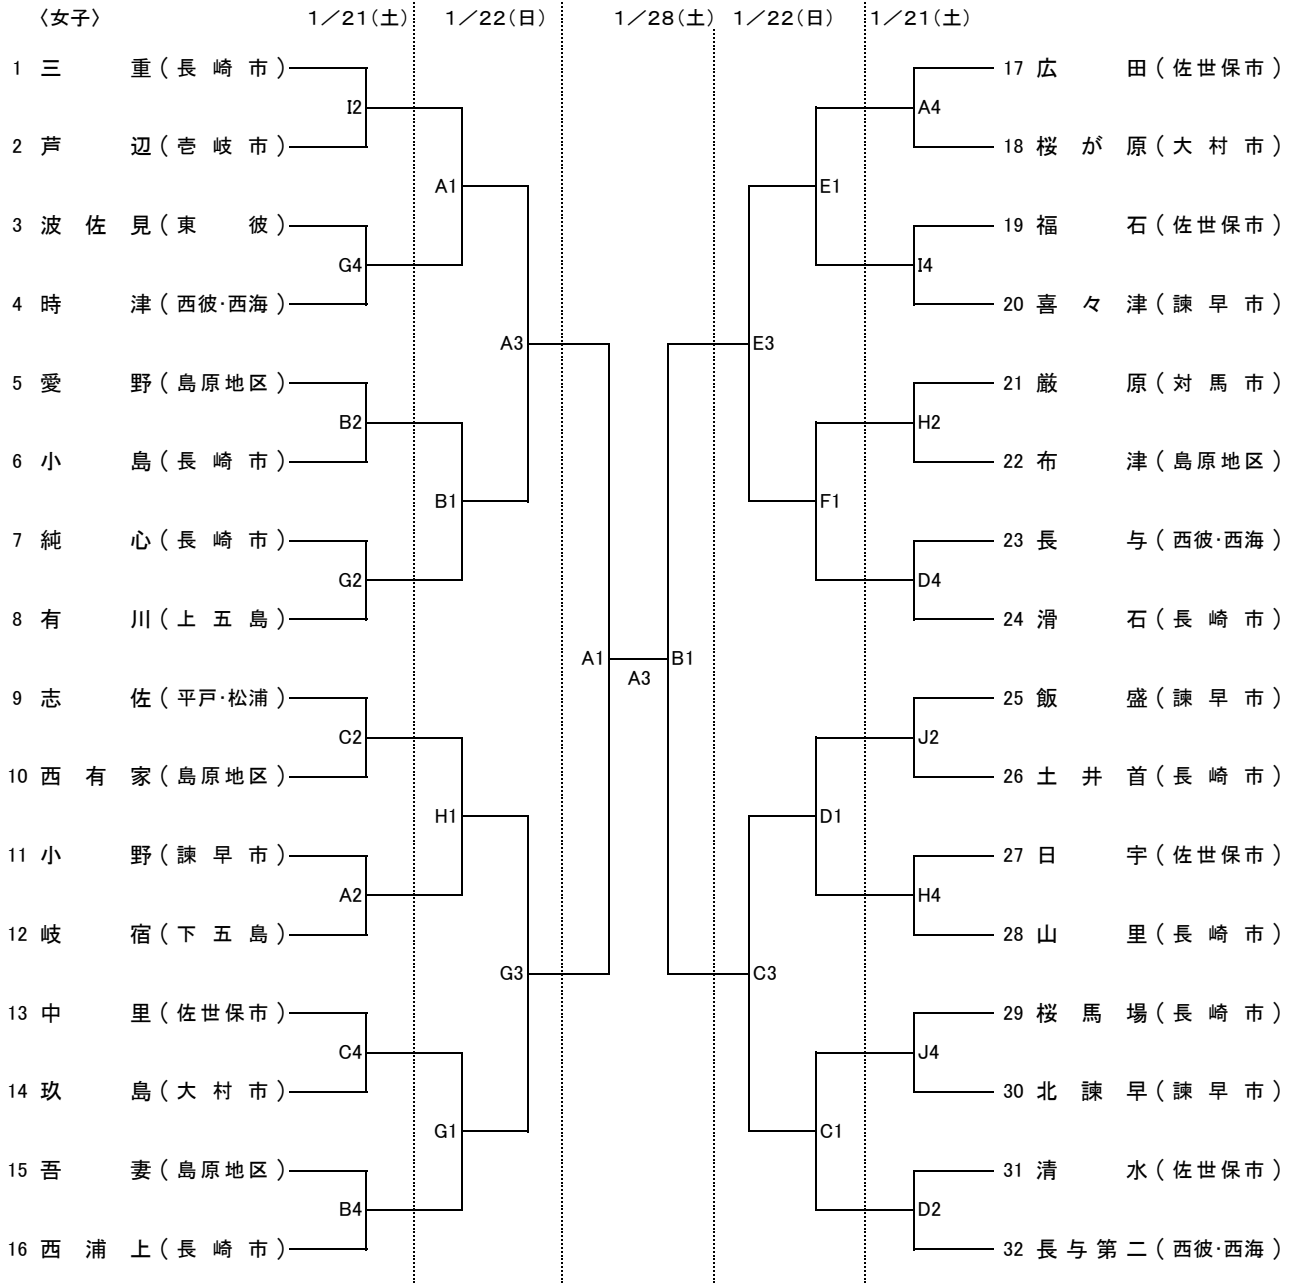 〈女子〉 1／21(土) 1／22(日) 1／28(土) 1／22(日) 1／21(土)
1 三重(長崎市) 17 広田(佐世保市)
I2 A4
2 芦辺(壱岐市) 18 桜が原(大村市)
A1 E1
3 波佐見(東彼) 19 福石(佐世保市)
G4 I4
4 時津(西彼･西海) 20 喜々津(諫早市)
A3 E3
5 愛野(島原地区) 21 厳原(対馬市)
B2 H2
6 小島(長崎市) 22 布津(島原地区)
B1 F1
7 純心(長崎市) 23 長与(西彼･西海)
G2 D4
8 有川(上五島) 24 滑石(長崎市)
A1 B1
A3
9 志佐(平戸･松浦) 25 飯盛(諫早市)
C2 J2
10 西有家(島原地区) 26 土井首(長崎市)
H1 D1
11 小野(諫早市) 27 日宇(佐世保市)
A2 H4
12 岐宿(下五島) 28 山里(長崎市)
G3 C3
13 中里(佐世保市) 29 桜馬場(長崎市)
C4 J4
14 玖島(大村市) 30 北諫早(諫早市)
G1 C1
15 吾妻(島原地区) 31 清水(佐世保市)
B4 D2
16 西浦上(長崎市) 32 長与第二(西彼･西海)